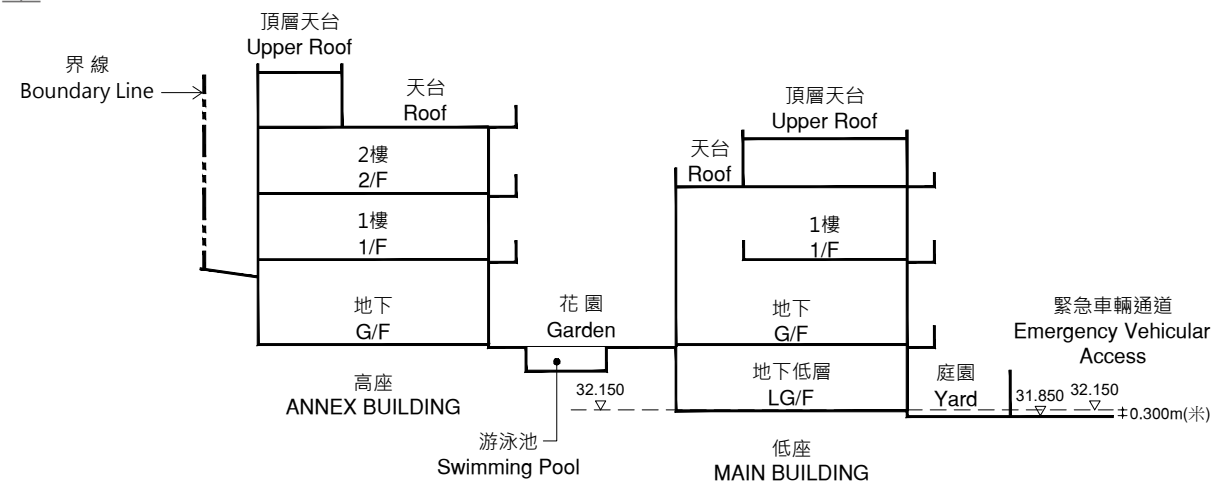 頂層天台
Upper Roof
界 線
Boundary Line
天台
Roof
2樓
2/F
1樓
1/F
地下
G/F
高座
ANNEX BUILDING
花 園
Garden
游泳池
Swimming Pool
32.150
頂層天台
Upper Roof
天台
Roof
1樓
1/F
地下
G/F
地下低層
LG/F
低座
MAIN BUILDING
庭園
Yard
緊急車輛通道
Emergency Vehicular
Access
31.850
32.150
0.300m(米)